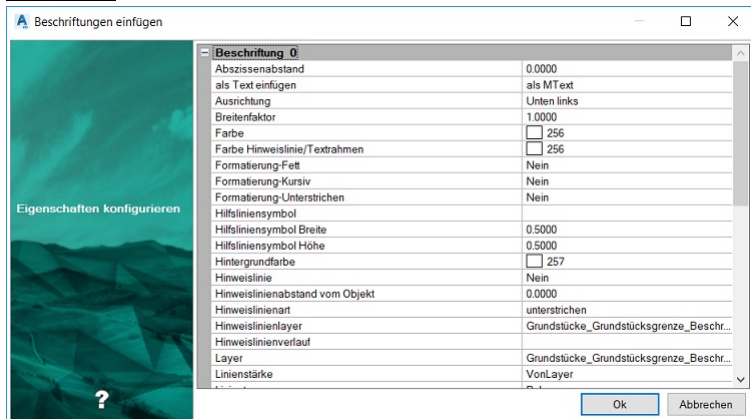 Beschriftungen einfügen
Eigenschaften konfigurieren
?
Beschriftung 0
Abszissenabstand 0.0000
als Text einfügen als MText
Ausrichtung Unten links
Breitenfaktor 1.0000
Farbe 256
Farbe Hinweislinie/Textrahmen 256
Formatierung-Fett Nein
Formatierung-Kursiv Nein
Formatierung-Unterstrichen Nein
Hilfsliniensymbol
Hilfsliniensymbol Breite 0.5000
Hilfsliniensymbol Höhe 0.5000
Hintergrundfarbe 257
Hinweislinie Nein
Hinweislinienabstand vom Objekt 0.0000
Hinweislinienart unterstrichen
Hinweislinienlayer Grundstücke_Grundstücksgrenze_Beschr...
Hinweislinienverlauf
Layer Grundstücke_Grundstücksgrenze_Beschr...
Linienstärke VonLayer
Ok Abbrechen